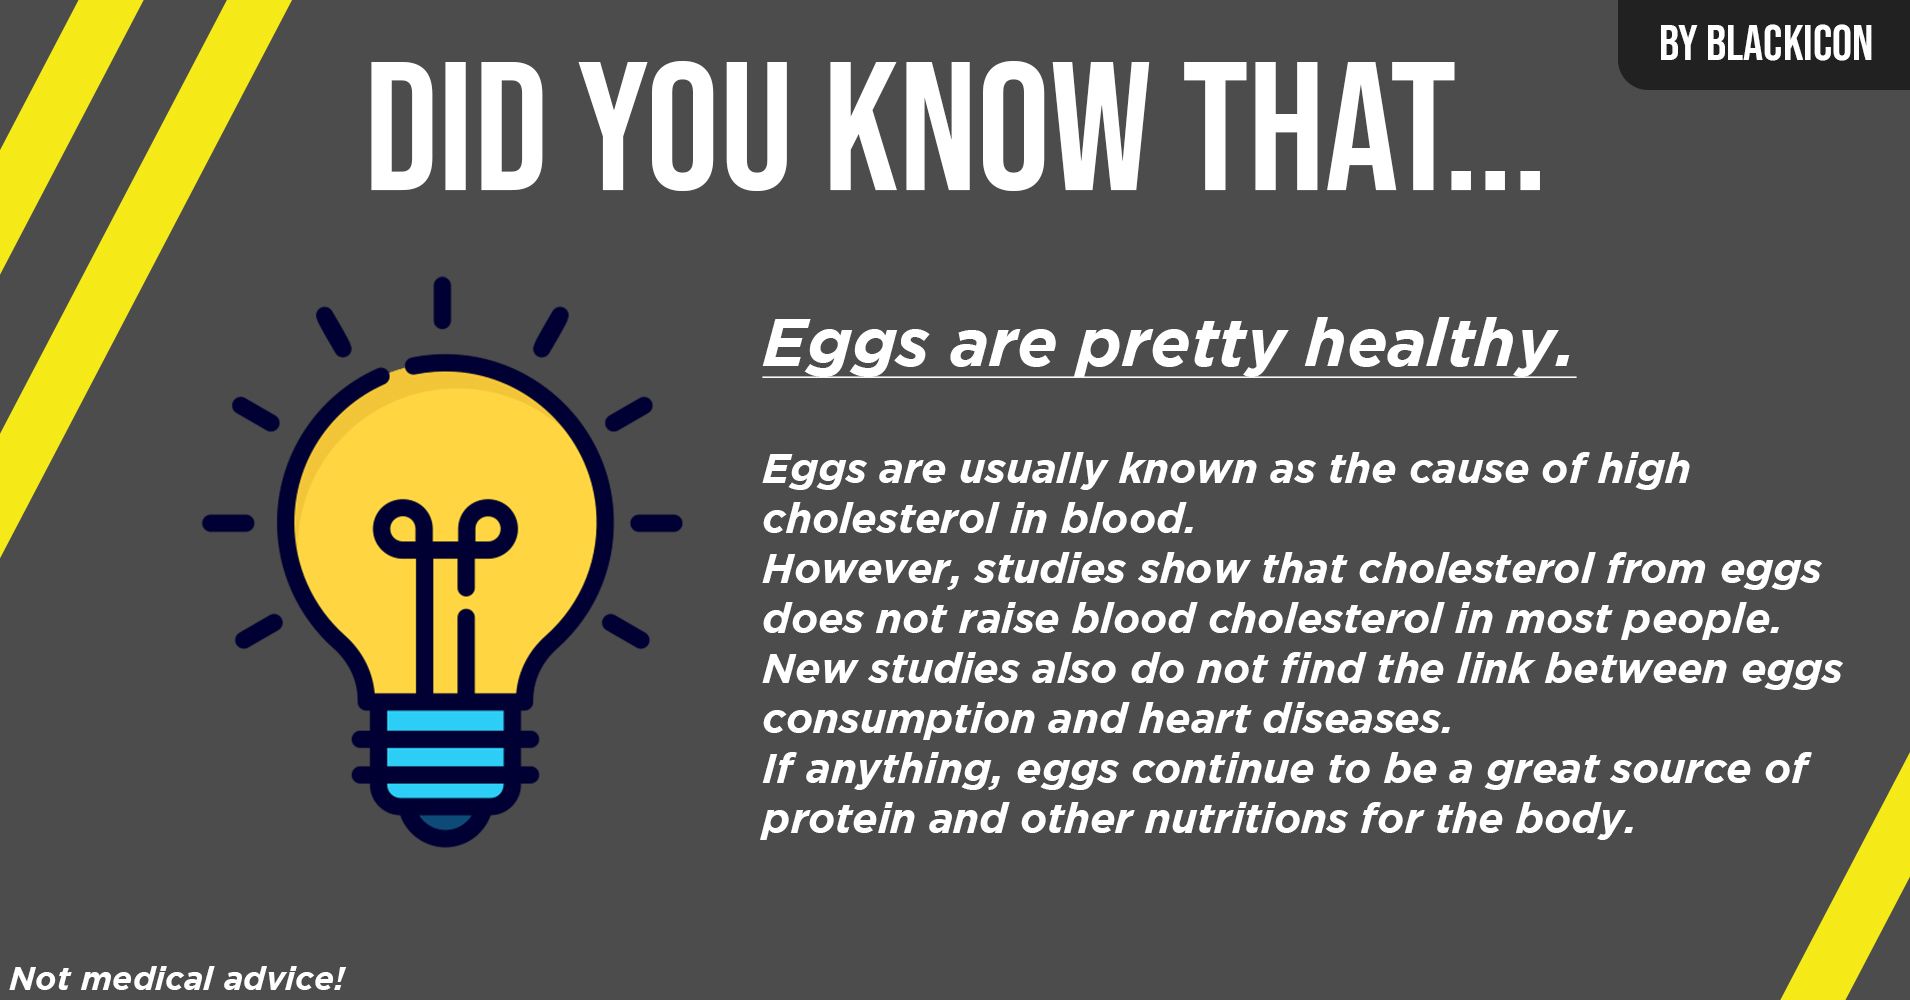 BY BLACKICON
DID YOU KNOW THAT...
Eggs are pretty healthy.
Eggs are usually known as the cause of high
cholesterol in blood.
However, studies show that cholesterol from eggs
does not raise blood cholesterol in most people.
New studies also do not find the link between eggs
consumption and heart diseases.
If anything, eggs continue to be a great source of
protein and other nutritions for the body.
Not medical advice!